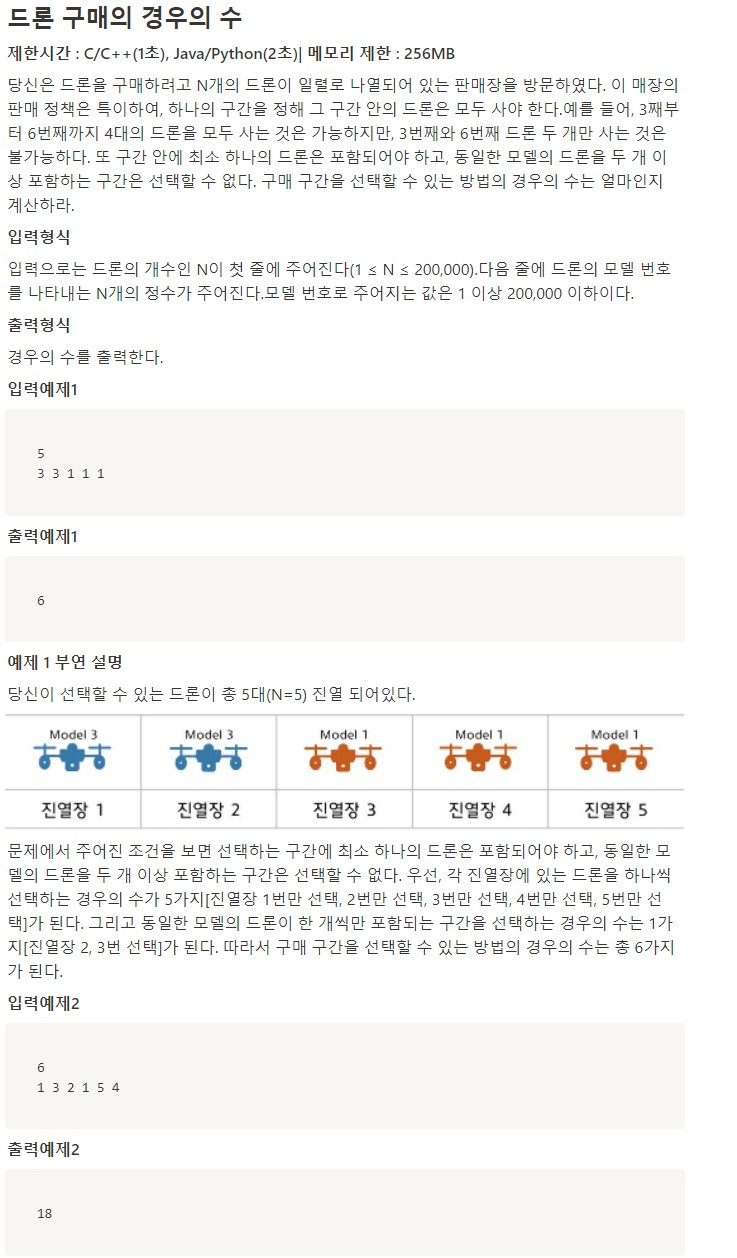 드론 구매의 경우의 수
제한시간 : C/C++(1초), Java/Python(2초)| 메모리 제한 : 256MB
당신은 드론을 구매하려고 N개의 드론이 일렬로 나열되어 있는 판매장을 방문하였다. 이 매장의
판매 정책은 특이하여, 하나의 구간을 정해 그 구간 안의 드론은 모두 사야 한다.예를 들어, 3째부
터 6번째까지 4대의 드론을 모두 사는 것은 가능하지만, 3번째와 6번째 드론 두 개만 사는 것은
불가능하다. 또 구간 안에 최소 하나의 드론은 포함되어야 하고, 동일한 모델의 드론을 두 개 이
상 포함하는 구간은 선택할 수 없다. 구매 구간을 선택할 수 있는 방법의 경우의 수는 얼마인지
계산하라.
입력형식
입력으로는 드론의 개수인 N이 첫 줄에 주어진다(1 ≤ N ≤ 200,000).다음 줄에 드론의 모델 번호
를 나타내는 N개의 정수가 주어진다.모델 번호로 주어지는 값은 1 이상 200,000 이하이다.
출력형식
경우의 수를 출력한다.
입력예제1
5
3 3 1 1 1
출력예제1
6
예제 1 부연 설명
당신이 선택할 수 있는 드론이 총 5대(N=5) 진열 되어있다.
Model 3 Model 3 Model 1 Model 1 Model 1
진열장 1 진열장 2 진열장 3 진열장 4 진열장 5
문제에서 주어진 조건을 보면 선택하는 구간에 최소 하나의 드론은 포함되어야 하고, 동일한 모
델의 드론을 두 개 이상 포함하는 구간은 선택할 수 없다. 우선, 각 진열장에 있는 드론을 하나씩
선택하는 경우의 수가 5가지[진열장 1번만 선택, 2번만 선택, 3번만 선택, 4번만 선택, 5번만 선
택]가 된다. 그리고 동일한 모델의 드론이 한 개씩만 포함되는 구간을 선택하는 경우의 수는 1가
지[진열장 2, 3번 선택]가 된다. 따라서 구매 구간을 선택할 수 있는 방법의 경우의 수는 총 6가지
가 된다.
입력예제2
6
1 3 2 1 5 4
출력예제2
18